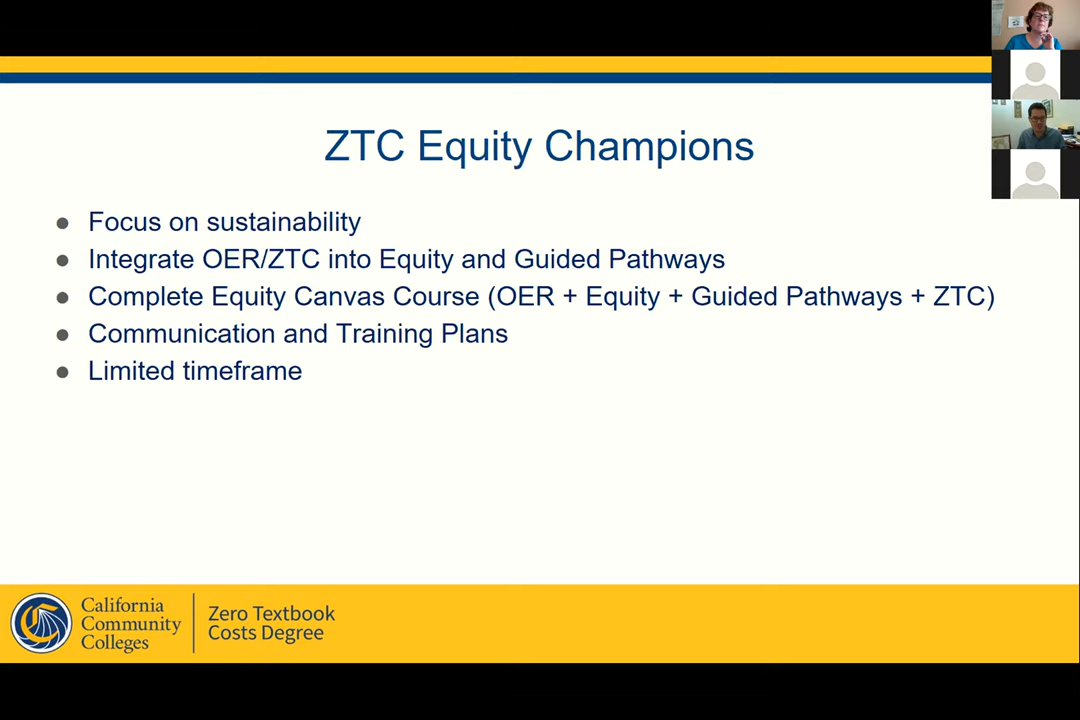 ZTC Equity Champions
● Focus on sustainability
● Integrate OER/ZTC into Equity and Guided Pathways
● Complete Equity Canvas Course (OER + Equity + Guided Pathways + ZTC)
● Communication and Training Plans
● Limited timeframe
California
Community
Colleges
Zero Textbook
Costs Degree